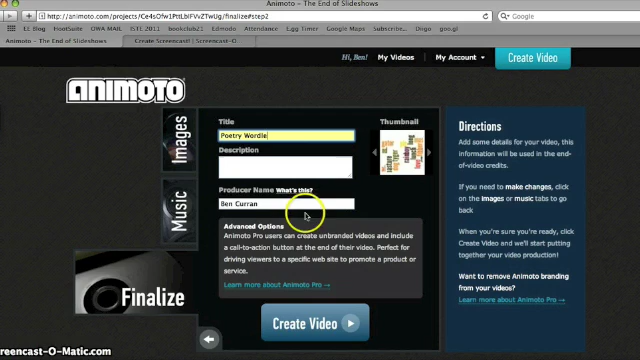 Animoto - The End of Slideshows
http://animoto.com/projects/Ce4sOfw1PttLbIFVvZTwUg/finalize#step2
Google
EE Blog HootSuite OWA Mail ISTE 2011 bookclub21 Edmodo Attendance E.gg Timer Google Maps YouTube Wikipedia Diigo goo.gl
Animoto - The End of Slideshows
Create Screencast! | Screencast-O...
Hi, Ben! My Videos My Account Create Video
ANIMOTO
Images
Music
Finalize
Title
Poetry Wordle
Description
Producer Name What's this?
Ben Curran
Thumbnail
Advanced Options
Animoto Pro users can create unbranded videos and include
a call-to-action button at the end of their video. Perfect for
driving viewers to a specific web site to promote a product or
service.
Learn more about Animoto Pro →
Create Video
Directions
Add some details for your video, this
information will be used in the end-
of-video credits.
If you need to make changes, click
on the images or music tabs to go
back
When you're sure you're ready, click
Create Video and we'll start putting
together your video production!
Want to remove Animoto branding
from your videos?
Learn more about Animoto Pro →
creencast-O-Matic.com